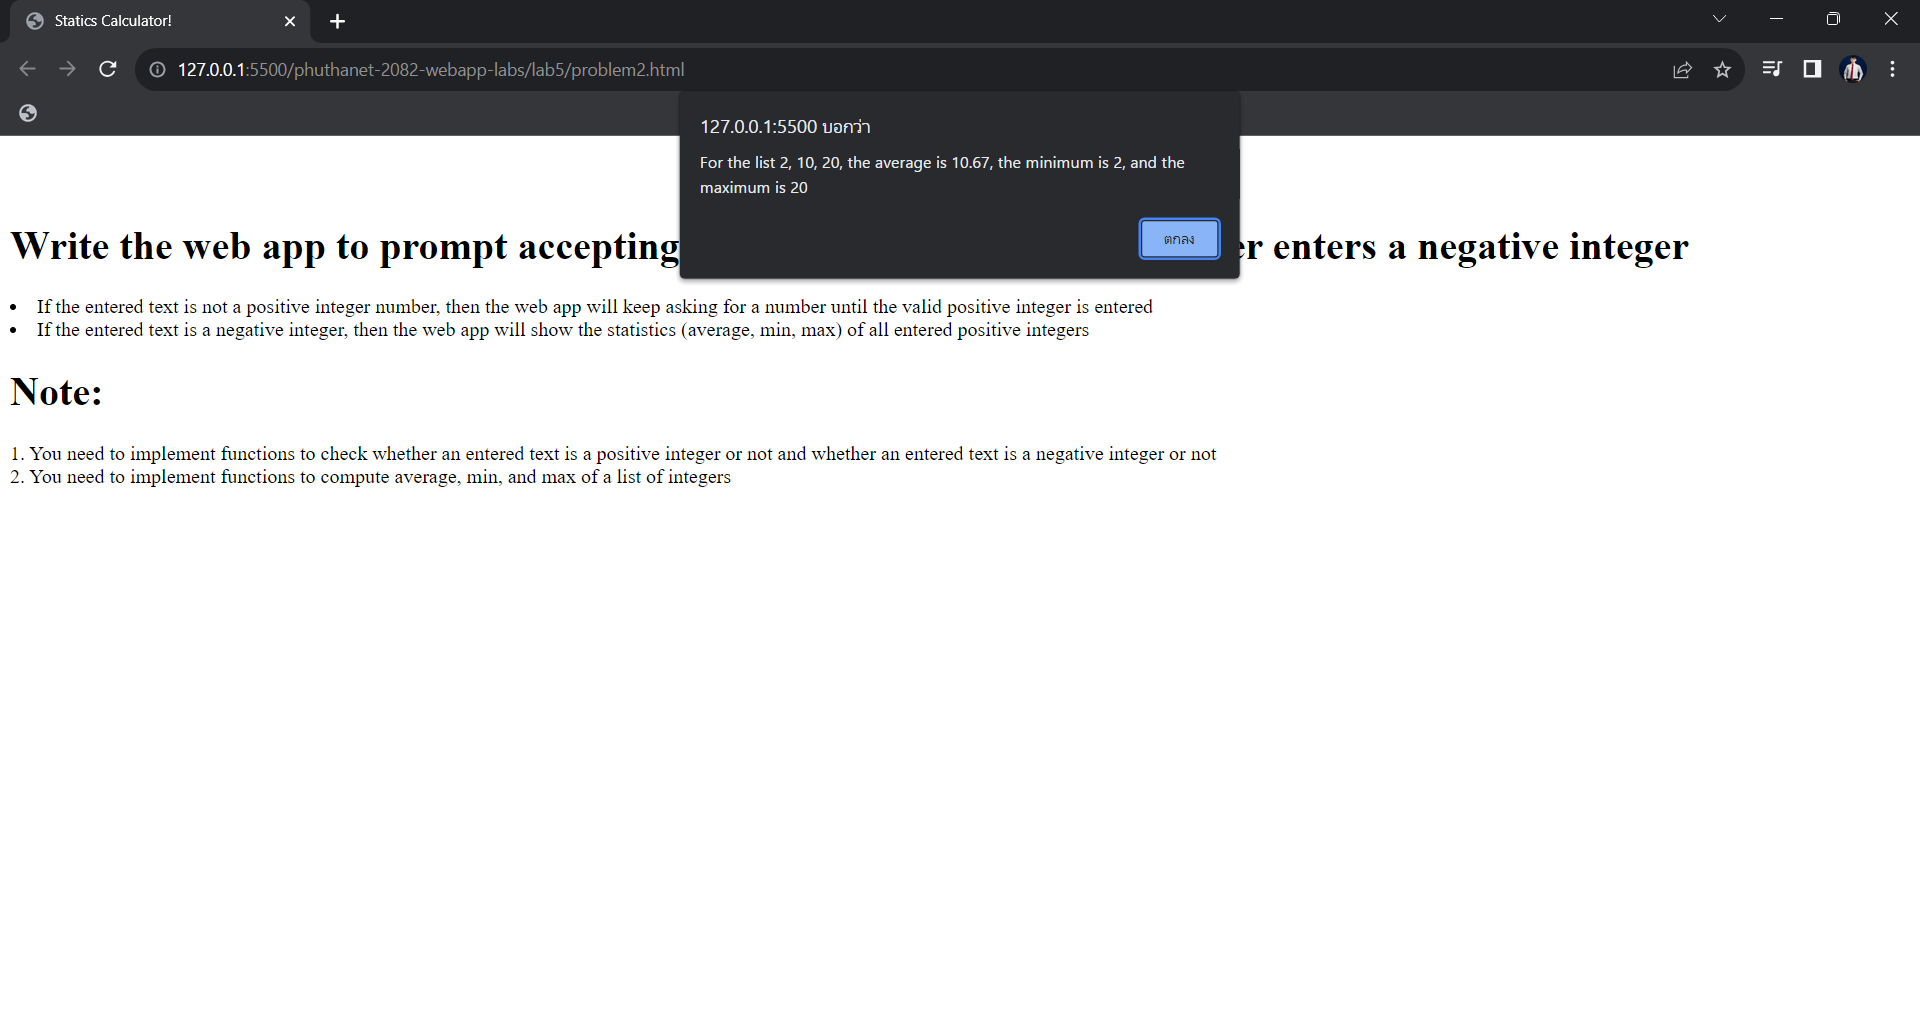 Statics Calculator!
127.0.0.1:5500/phuthanet-2082-webapp-labs/lab5/problem2.html
127.0.0.1:5500 บอกว่า
For the list 2, 10, 20, the average is 10.67, the minimum is 2, and the
maximum is 20
ตกลง
Write the web app to prompt accepting er enters a negative integer
• If the entered text is not a positive integer number, then the web app will keep asking for a number until the valid positive integer is entered
• If the entered text is a negative integer, then the web app will show the statistics (average, min, max) of all entered positive integers
Note:
1. You need to implement functions to check whether an entered text is a positive integer or not and whether an entered text is a negative integer or not
2. You need to implement functions to compute average, min, and max of a list of integers